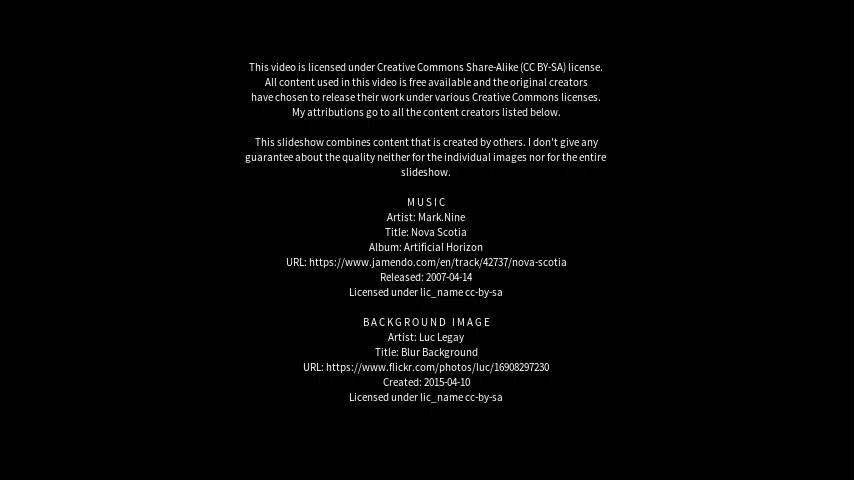 This video is licensed under Creative Commons Share-Alike (CC BY-SA) license.
All content used in this video is free available and the original creators
have chosen to release their work under various Creative Commons licenses.
My attributions go to all the content creators listed below.
This slideshow combines content that is created by others. I don't give any
guarantee about the quality neither for the individual images nor for the entire
slideshow.
MUSIC
Artist: Mark.Nine
Title: Nova Scotia
Album: Artificial Horizon
URL: https://www.jamendo.com/en/track/42737/nova-scotia
Released: 2007-04-14
Licensed under lic_name cc-by-sa
BACKGROUND IMAGE
Artist: Luc Legay
Title: Blur Background
URL: https://www.flickr.com/photos/luc/16908297230
Created: 2015-04-10
Licensed under lic_name cc-by-sa